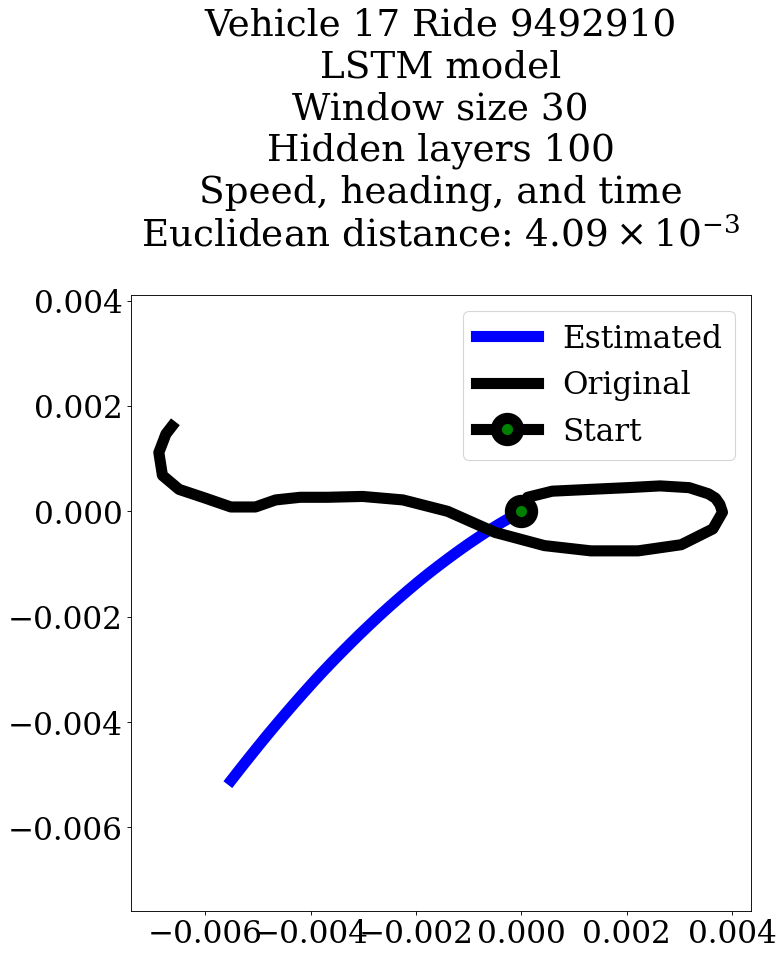 Vehicle 17 Ride 9492910
LSTM model
Window size 30
Hidden layers 100
Speed, heading, and time
Euclidean distance: 4.09 × 10⁻³
Estimated
Original
Start
0.004
0.002
0.000
−0.002
−0.004
−0.006
−0.006 −0.004 −0.002 0.000 0.002 0.004